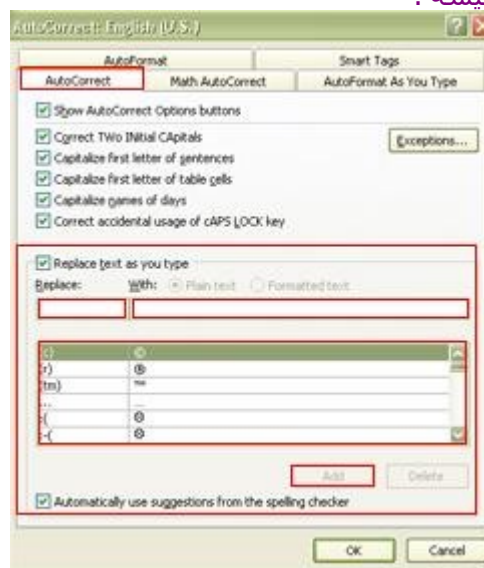 AutoCorrect: English (U.S.)
AutoFormat Smart Tags
AutoCorrect Math AutoCorrect AutoFormat As You Type
Show AutoCorrect Options buttons
Correct TWo INitial CApitals
Exceptions...
Capitalize first letter of sentences
Capitalize first letter of table cells
Capitalize names of days
Correct accidental usage of cAPS LOCK key
Replace text as you type
Replace: With: Plain text Formatted text
(c) ©
(r) ®
(tm) ™
... ...
:( ☹
:-( ☹
Add Delete
Automatically use suggestions from the spelling checker
OK Cancel